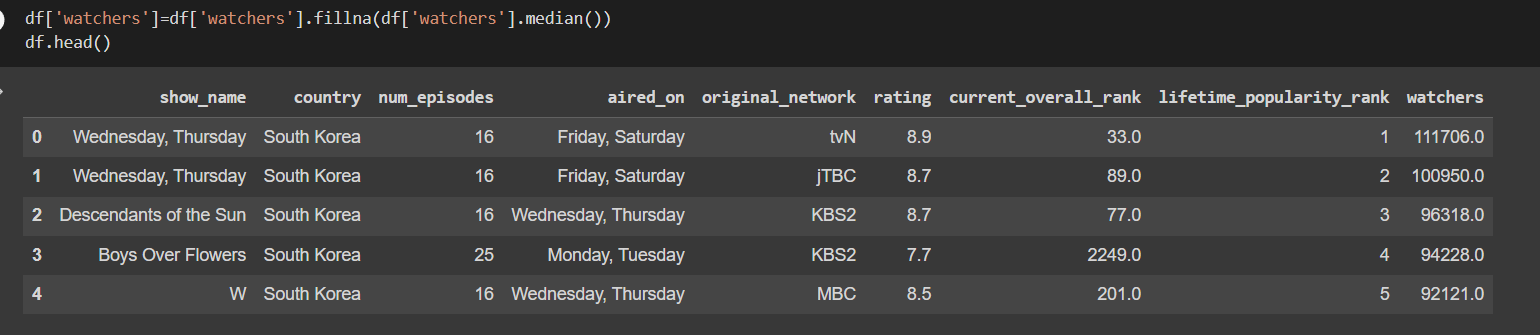 df['watchers']=df['watchers'].fillna(df['watchers'].median())
df.head()
show_name country num_episodes aired_on original_network rating current_overall_rank lifetime_popularity_rank watchers
0 Wednesday, Thursday South Korea 16 Friday, Saturday tvN 8.9 33.0 1 111706.0
1 Wednesday, Thursday South Korea 16 Friday, Saturday jTBC 8.7 89.0 2 100950.0
2 Descendants of the Sun South Korea 16 Wednesday, Thursday KBS2 8.7 77.0 3 96318.0
3 Boys Over Flowers South Korea 25 Monday, Tuesday KBS2 7.7 2249.0 4 94228.0
4 W South Korea 16 Wednesday, Thursday MBC 8.5 201.0 5 92121.0